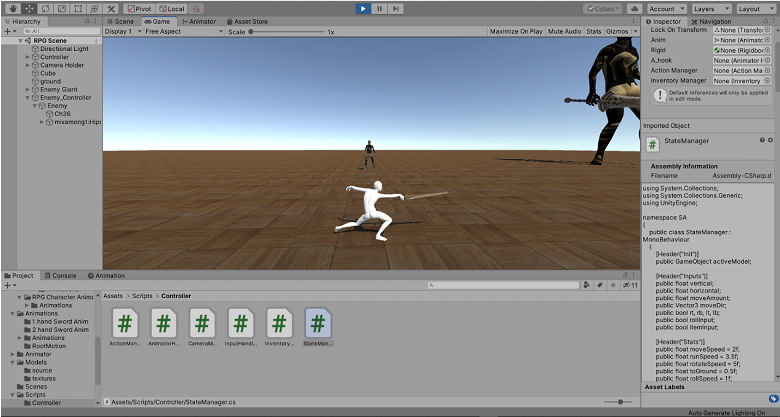 Hierarchy
All
RPG Scene
Directional Light
Controller
Camera Holder
Cube
ground
Enemy Giant
Enemy_Controller
Enemy
Ch36
mixamorig1:Hips
Pivot
Local
Scene
Game
Animator
Asset Store
Display 1
Free Aspect
Scale
1x
Maximize On Play
Mute Audio
Stats
Gizmos
Collab
Account
Layers
Layout
Inspector
Navigation
Lock On Transform
None (Transfo
Anim
None (Animato
Rigid
None (Rigidboo
A_hook
None (Animator H
Action Manager
None (Action Ma
Inventory Manager
None (Inventory
Default references will only be applied
in edit mode.
Imported Object
StateManager
Assembly Information
Filename
Assembly-CSharp.d
using System.Collections;
using System.Collections.Generic;
using UnityEngine;
namespace SA
{
public class StateManager :
MonoBehaviour
{
[Header("Init")]
public GameObject activeModel;
[Header("Inputs")]
public float vertical;
public float horizontal;
public float moveAmount;
public Vector3 moveDir;
public bool rt, rb, lt, lb;
public bool rollInput;
public bool itemInput;
[Header("Stats")]
public float moveSpeed = 2f;
public float runSpeed = 3.5f;
public float rotateSpeed = 5f;
public float toGround = 0.5f;
public float rollSpeed = 1f;
Asset Labels
Project
Console
Animation
11
RPG Character Anima
Animations
Animations
1 hand Sword Anim
2 hand Sword Anim
Animations
RootMotion
Animator
Models
source
textures
Scenes
Scripts
Controller
Assets > Scripts > Controller
ActionMan...
AnimatorH...
CameraM...
InputHandl...
Inventory...
StateMan...
Assets/Scripts/Controller/StateManager.cs
Auto Generate Lighting On